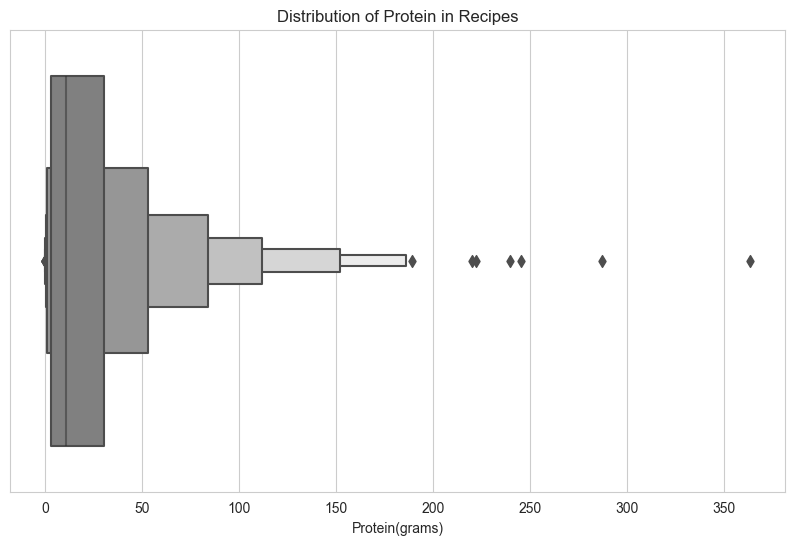 Distribution of Protein in Recipes
0 50 100 150 200 250 300 350
Protein(grams)